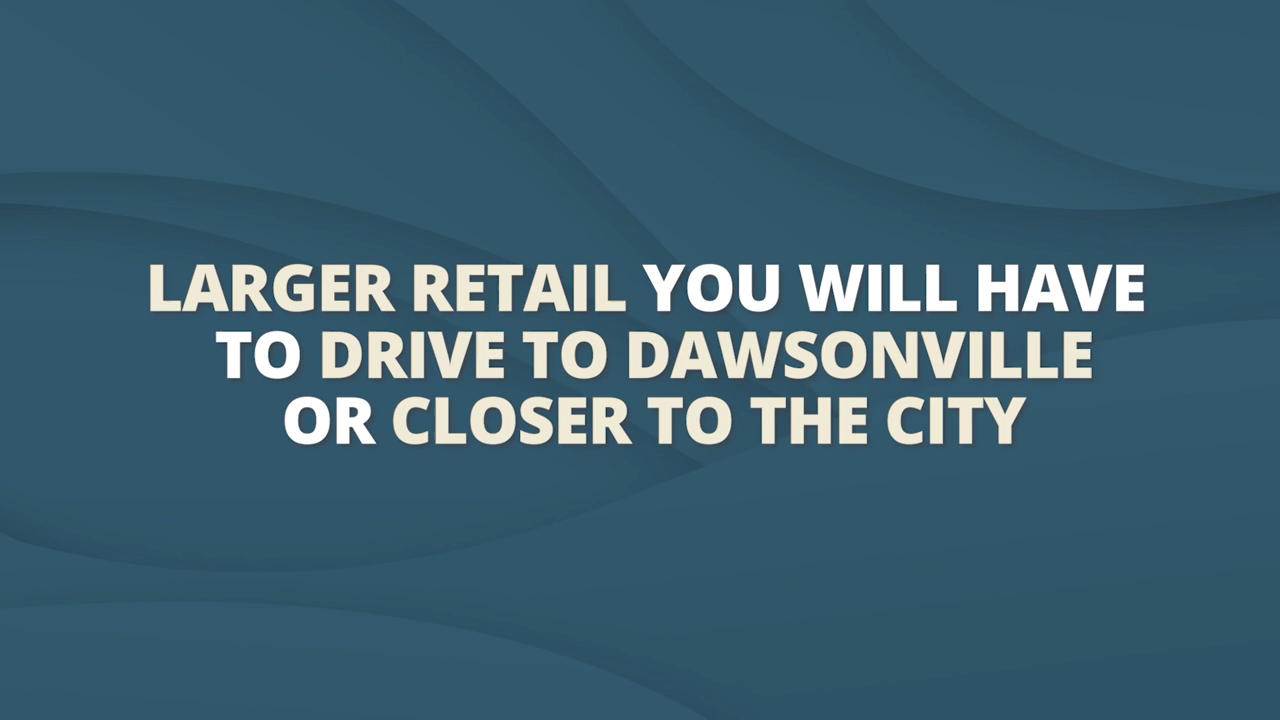 LARGER RETAIL YOU WILL HAVE
TO DRIVE TO DAWSONVILLE
OR CLOSER TO THE CITY